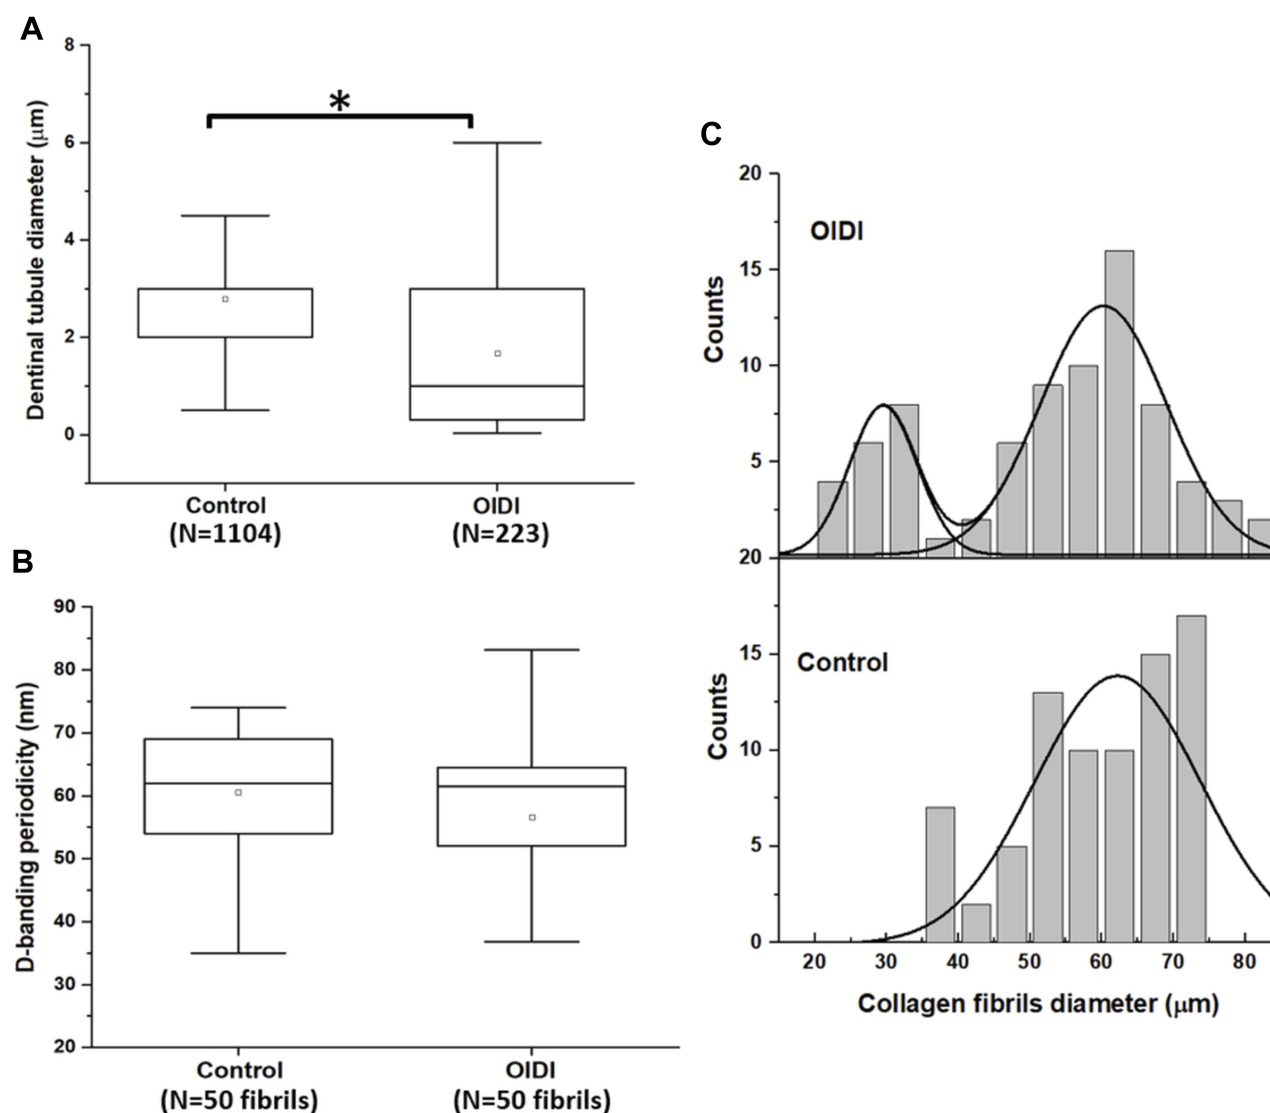 A
Dentinal tubule diameter (μm)
8
6
4
2
0
*
Control
(N=1104)
OIDI
(N=223)
B
D-banding periodicity (nm)
90
80
70
60
50
40
30
20
Control
(N=50 fibrils)
OIDI
(N=50 fibrils)
C
Counts
20
15
10
5
OIDI
Counts
20
15
10
5
0
Control
20 30 40 50 60 70 80
Collagen fibrils diameter (μm)